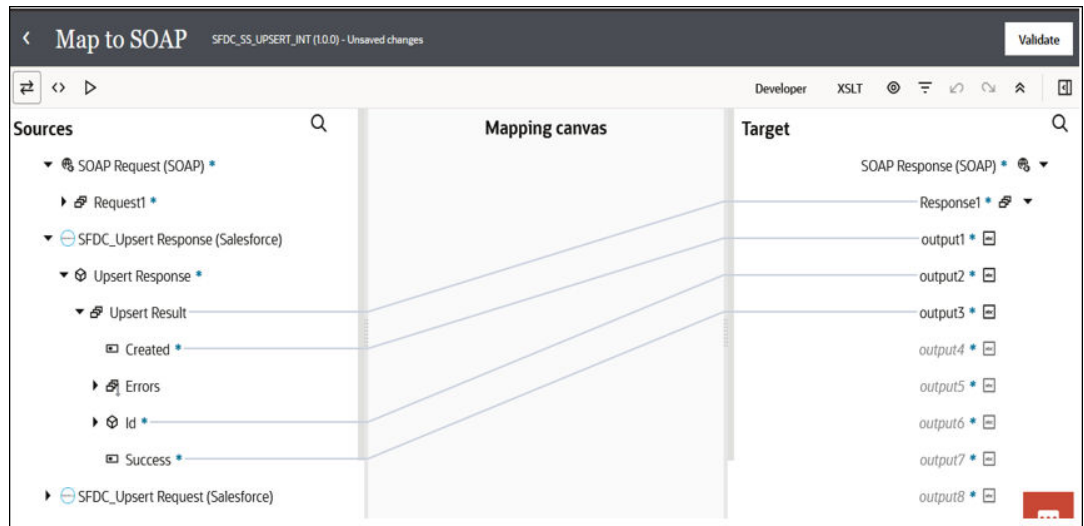 Map to SOAP SFDC_SS_UPSERT_INT (1.0.0) - Unsaved changes Validate
Developer XSLT
Sources Mapping canvas Target
SOAP Request (SOAP) * SOAP Response (SOAP) *
Request1 * Response1 *
SFDC_Upsert Response (Salesforce) output1 *
Upsert Response * output2 *
Upsert Result output3 *
Created * output4 *
Errors output5 *
Id * output6 *
Success * output7 *
SFDC_Upsert Request (Salesforce) output8 *